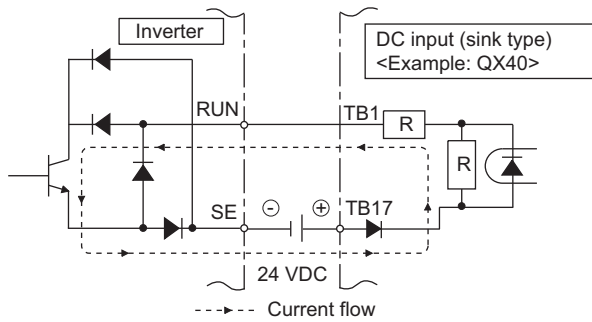 Inverter
DC input (sink type)
<Example: QX40>
RUN
TB1
R
R
SE
TB17
24 VDC
Current flow